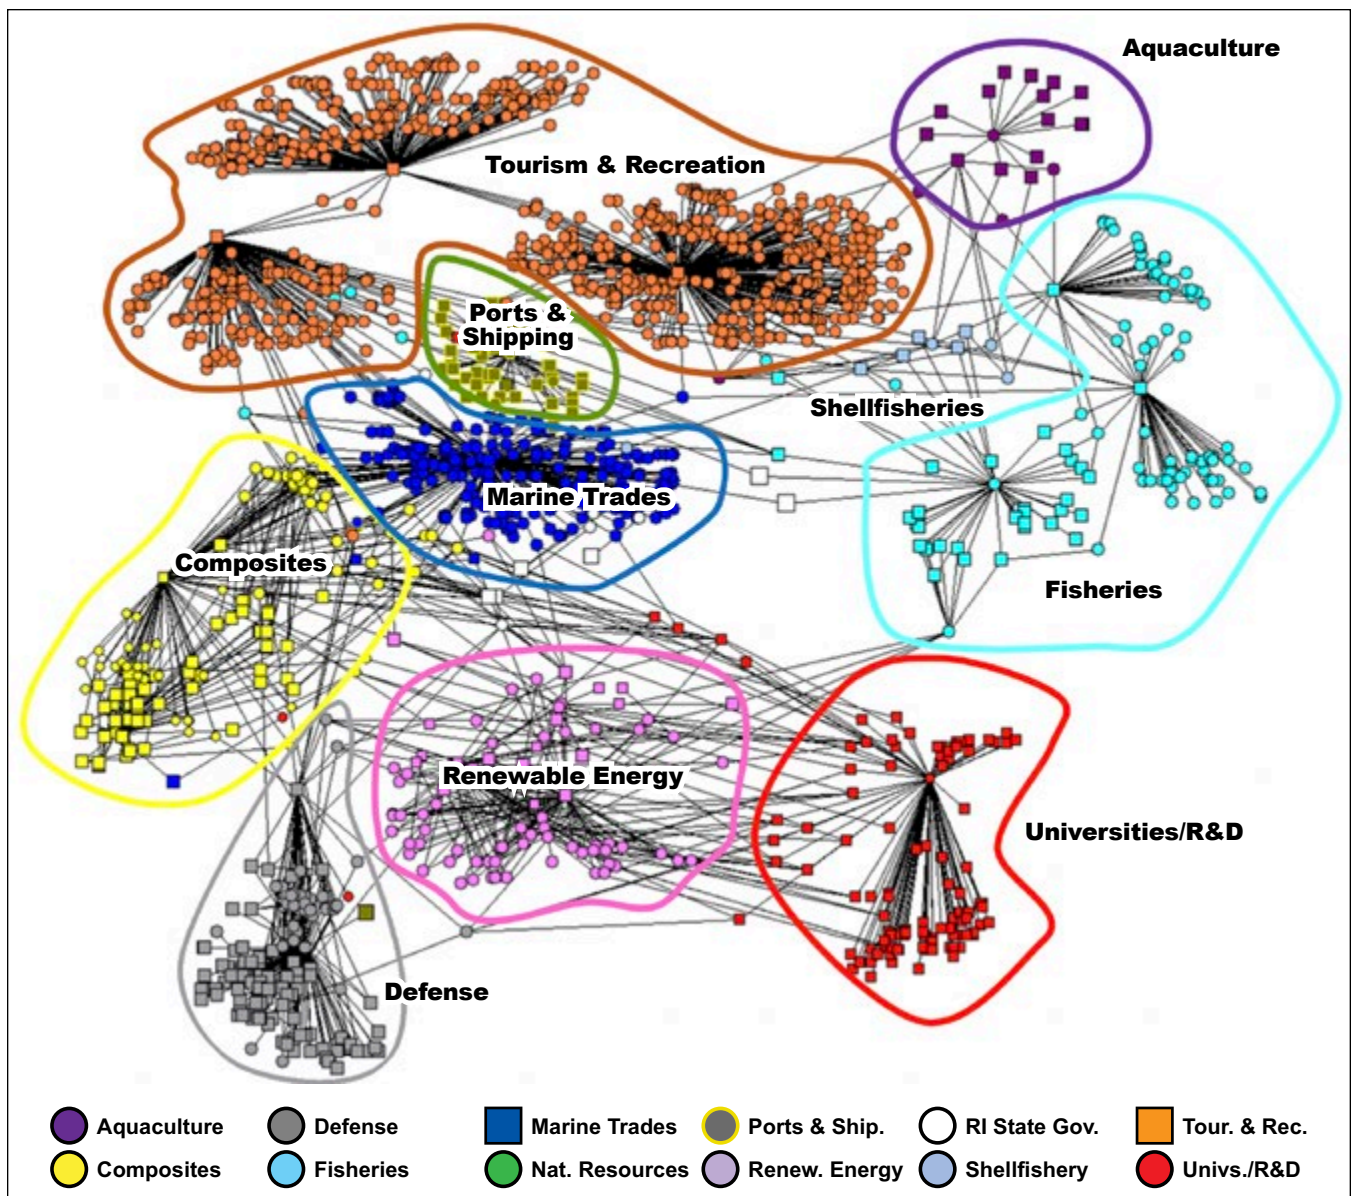 Aquaculture
Tourism & Recreation
Ports &
Shipping
Shellfisheries
Marine Trades
Composites
Fisheries
Renewable Energy
Universities/R&D
Defense
Aquaculture
Defense
Marine Trades
Ports & Ship.
RI State Gov.
Tour. & Rec.
Composites
Fisheries
Nat. Resources
Renew. Energy
Shellfishery
Univs./R&D